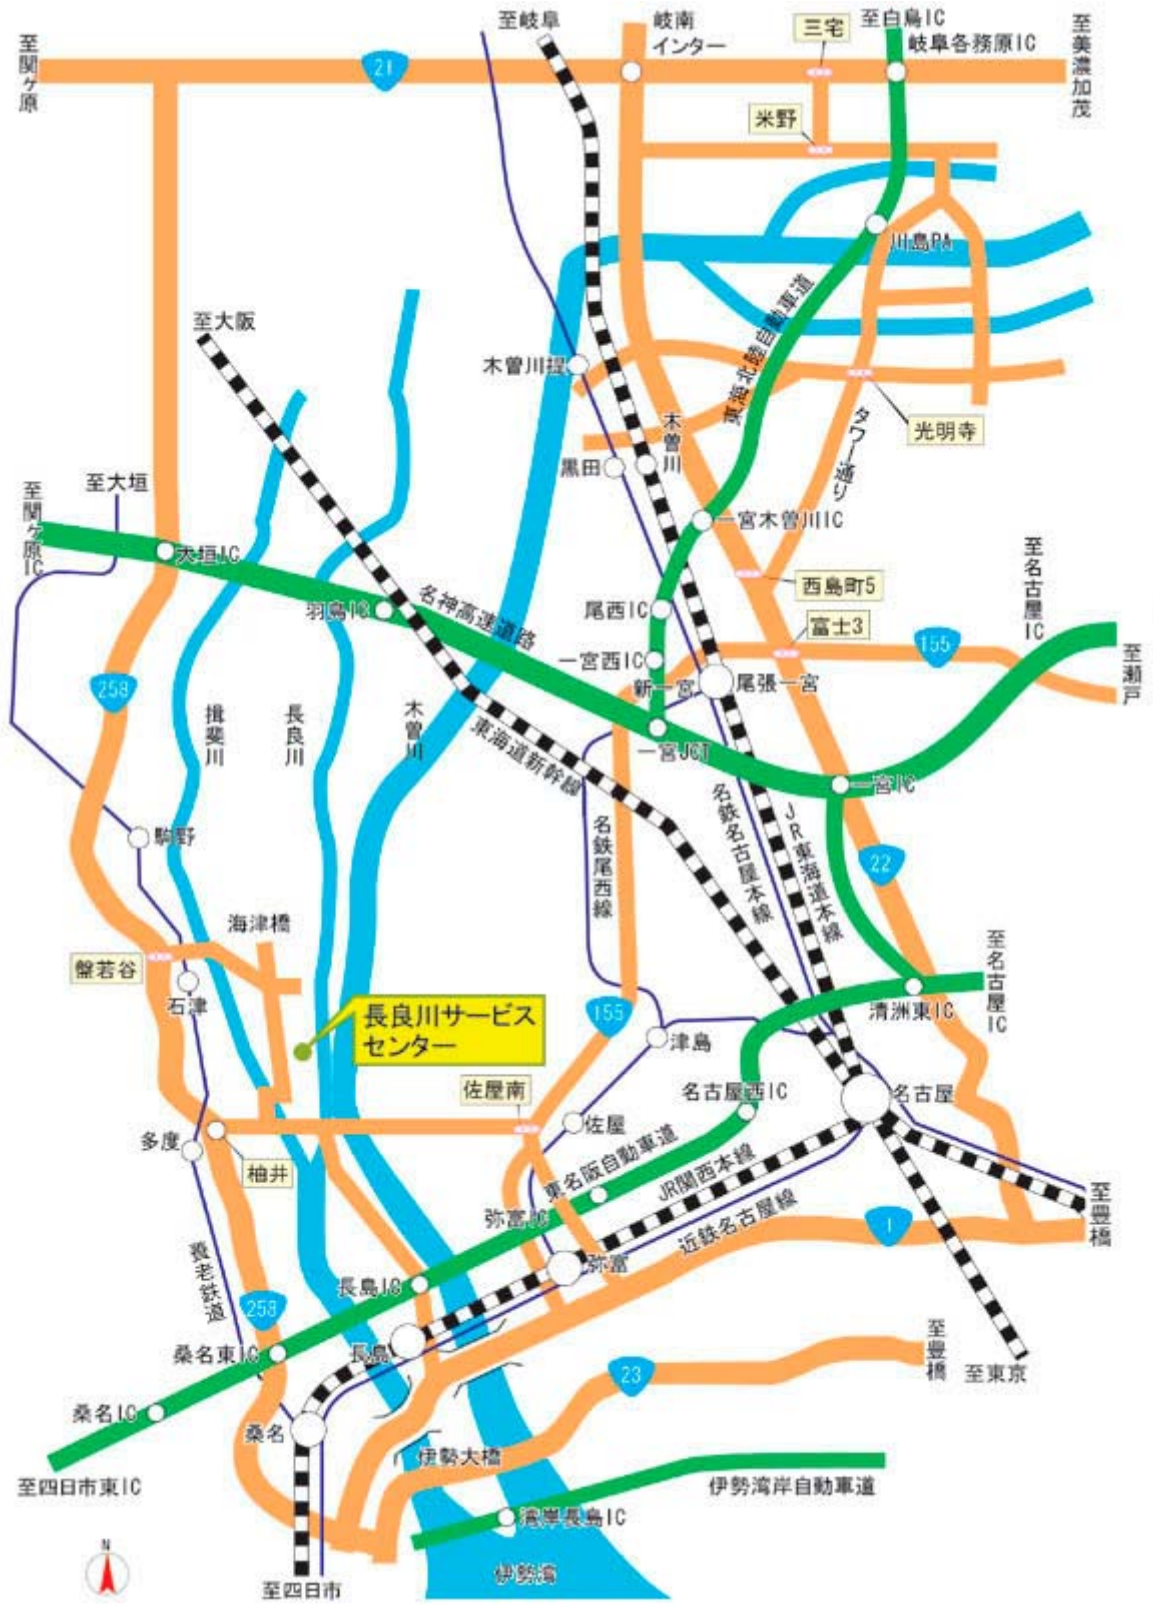 至岐阜
岐南
インター
三宅
至白鳥IC
岐阜各務原IC
至美濃加茂
至関ヶ原
21
米野
川島PA
至大阪
東海北陸自動車道
木曽川堤
光明寺
タワー通り
木曽川
黒田
至大垣
至関ヶ原IC
大垣IC
一宮木曽川IC
西島町5
至名古屋IC
羽鳥IC
名神高速道路
尾西IC
富士3
155
至瀬戸
一宮西IC
新一宮
尾張一宮
258
揖斐川
長良川
木曽川
東海道新幹線
一宮JCT
一宮IC
名鉄尾西線
名鉄名古屋本線
JR東海道本線
22
駒野
海津橋
盤若谷
石津
長良川サービス
センター
155
津島
清洲東IC
至名古屋IC
佐屋南
名古屋西IC
名古屋
多度
柚井
佐屋
東名阪自動車道
JR関西本線
弥富IC
近鉄名古屋線
1
至豊橋
養老鉄道
弥富
長島IC
258
桑名東IC
長島
23
至豊橋
至東京
桑名IC
桑名
伊勢大橋
至四日市東IC
伊勢湾岸自動車道
湾岸長島IC
N
伊勢湾
至四日市